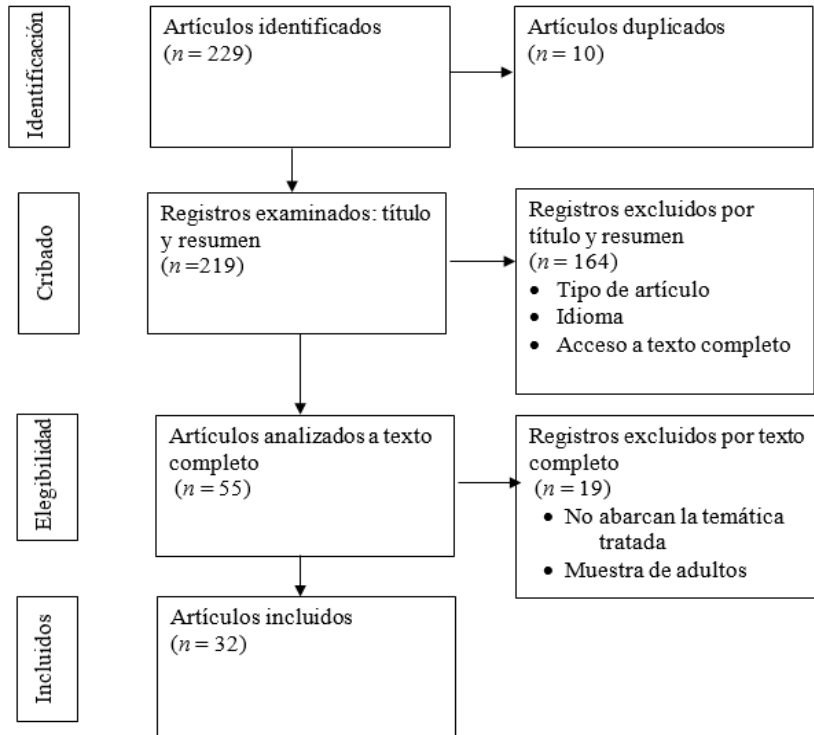 Identificación
Artículos identificados
(n = 229)
Artículos duplicados
(n = 10)
Cribado
Registros examinados: título
y resumen
(n =219)
Registros excluidos por
título y resumen
(n = 164)
• Tipo de artículo
• Idioma
• Acceso a texto completo
Elegibilidad
Artículos analizados a texto
completo
(n = 55)
Registros excluidos por texto
completo
(n = 19)
• No abarcan la temática
tratada
• Muestra de adultos
Incluidos
Artículos incluidos
(n = 32)